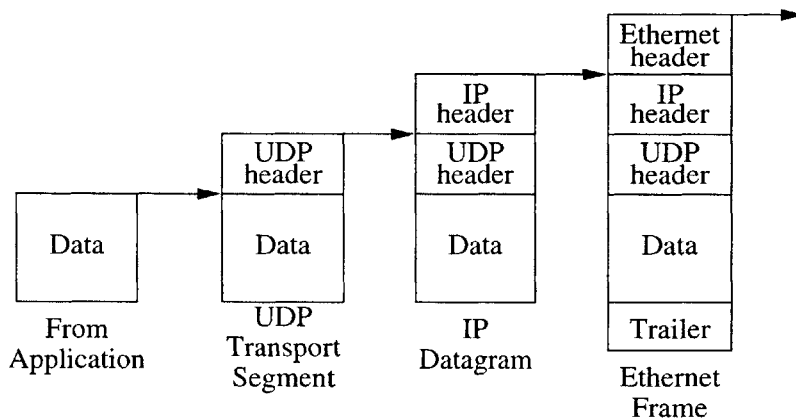 Data
From
Application
UDP
header
Data
UDP
Transport
Segment
IP
header
UDP
header
Data
IP
Datagram
Ethernet
header
IP
header
UDP
header
Data
Trailer
Ethernet
Frame